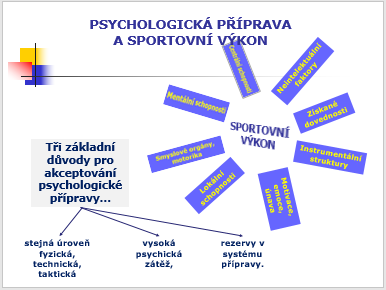 PSYCHOLOGICKÁ PŘÍPRAVA
A SPORTOVNÍ VÝKON
Centrální schopnosti
Neintelektuální
faktory
Mentální schopnosti
Získané
dovednosti
SPORTOVNÍ
VÝKON
Instrumentální
struktury
Smyslové orgány,
motorika
Lokální
schopnosti
Motivace,
emoce,
únava
Tři základní
důvody pro
akceptování
psychologické
přípravy...
stejná úroveň
fyzická,
technická,
taktická
vysoká
psychická
zátěž,
rezervy v
systému
přípravy.